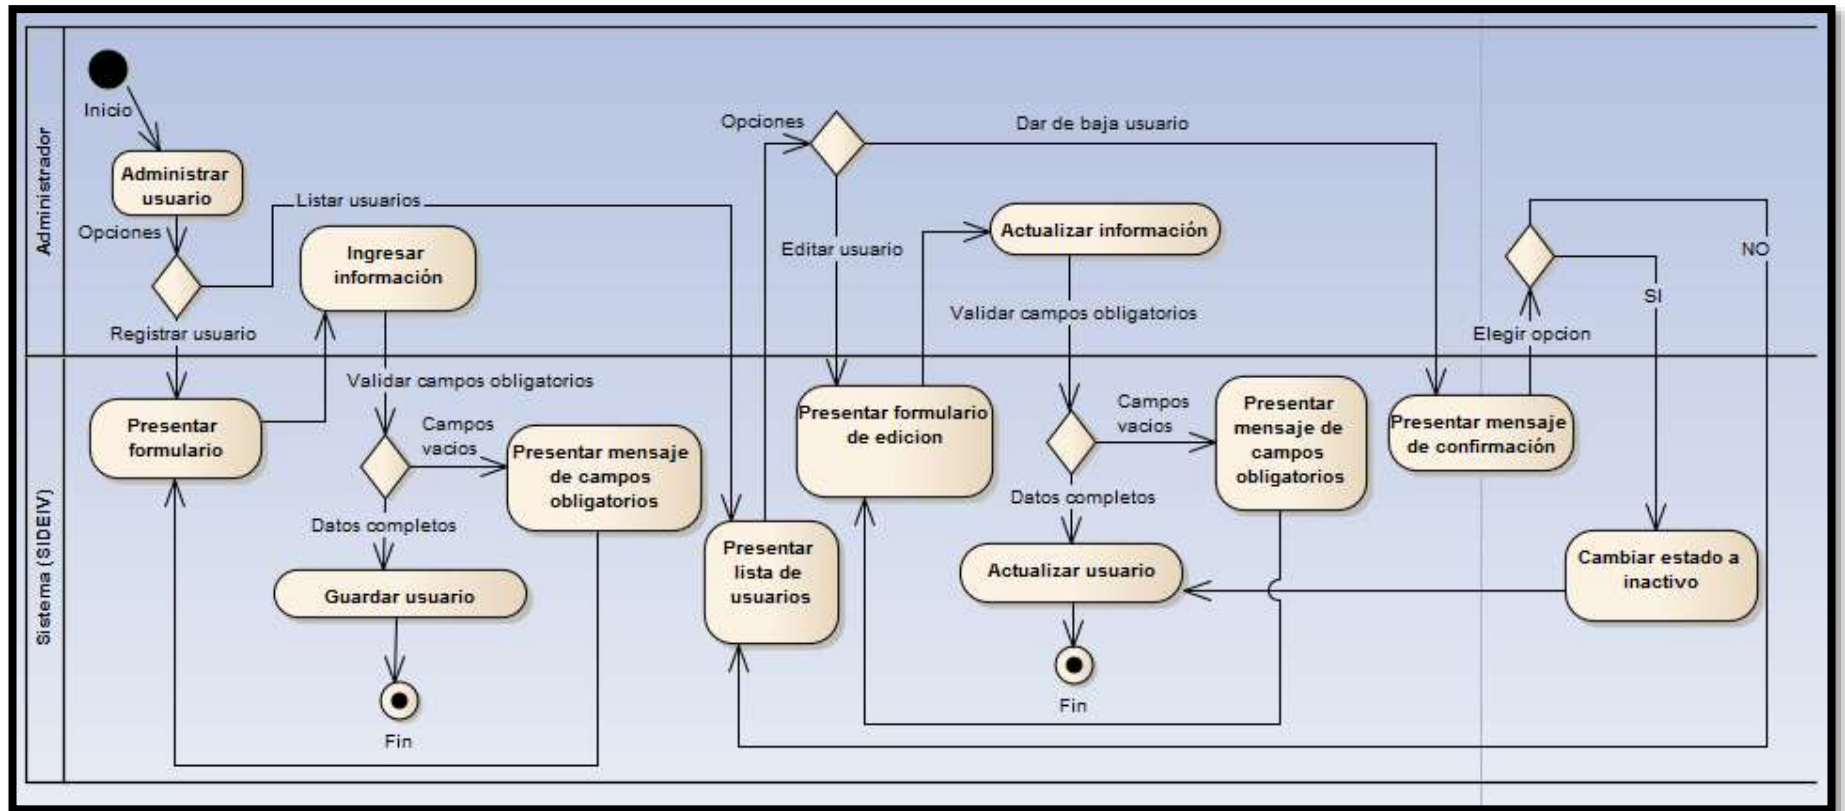 Administrador
Inicio
Administrar
usuario
Opciones
Listar usuarios
Ingresar
información
Registrar usuario
Opciones
Dar de baja usuario
Editar usuario
Actualizar información
Validar campos obligatorios
NO
SI
Elegir opcion
Sistema (SIDEIV)
Presentar
formulario
Validar campos obligatorios
Campos
vacios
Presentar mensaje
de campos
obligatorios
Datos completos
Guardar usuario
Fin
Presentar
lista de
usuarios
Presentar formulario
de edicion
Campos
vacios
Presentar
mensaje de
campos
obligatorios
Datos completos
Actualizar usuario
Fin
Presentar mensaje
de confirmación
Cambiar estado a
inactivo